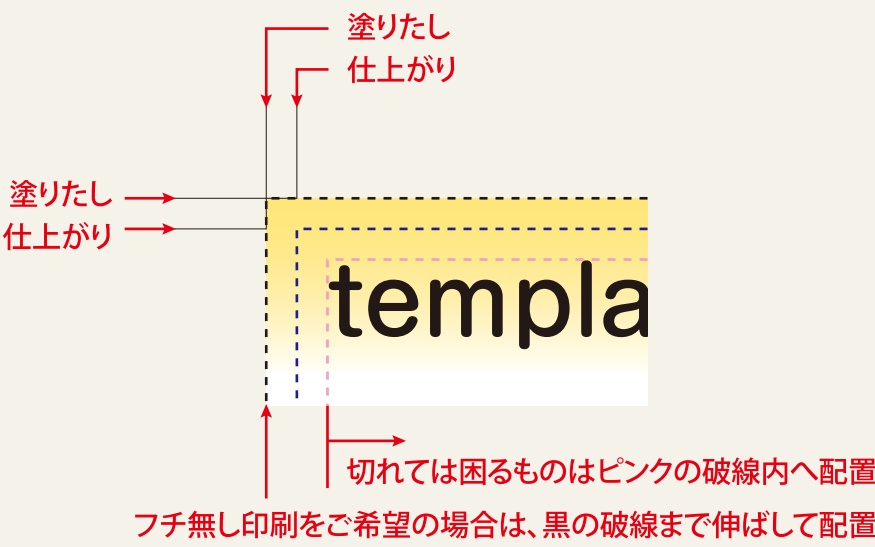 塗りたし
仕上がり
塗りたし
仕上がり
templa
切れては困るものはピンクの破線内へ配置
フチ無し印刷をご希望の場合は、黒の破線まで伸ばして配置